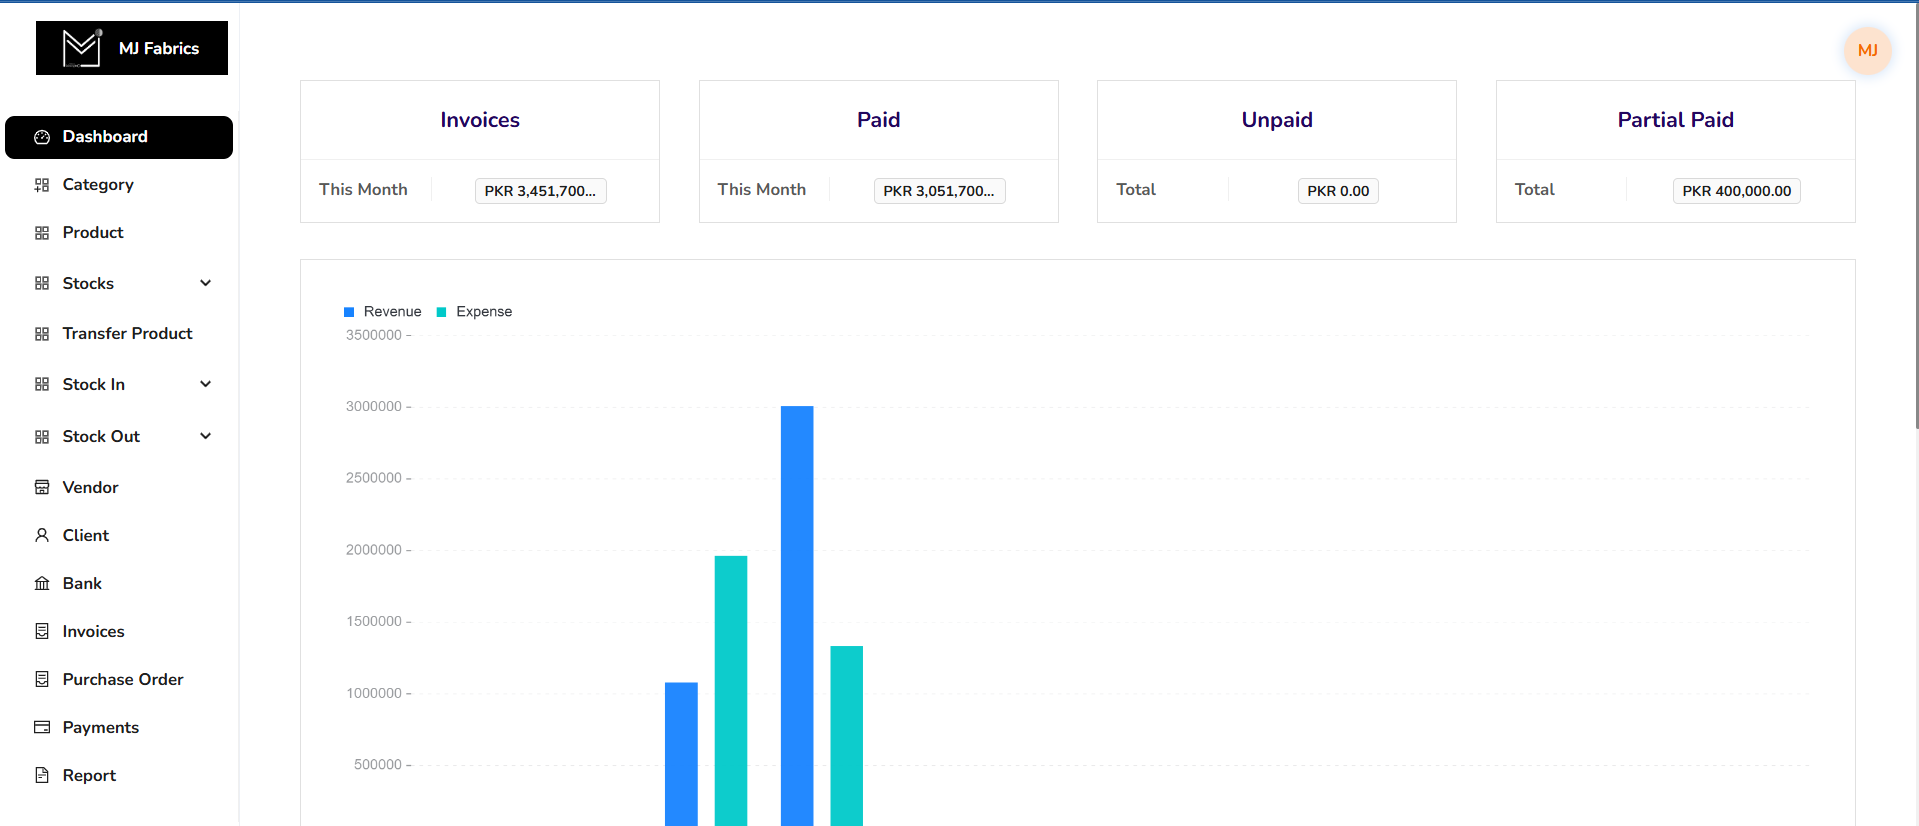 MJ Fabrics
MJ
Dashboard
Category
Product
Stocks
Transfer Product
Stock In
Stock Out
Vendor
Client
Bank
Invoices
Purchase Order
Payments
Report
Invoices
This Month PKR 3,451,700...
Paid
This Month PKR 3,051,700...
Unpaid
Total PKR 0.00
Partial Paid
Total PKR 400,000.00
Revenue Expense
3500000
3000000
2500000
2000000
1500000
1000000
500000